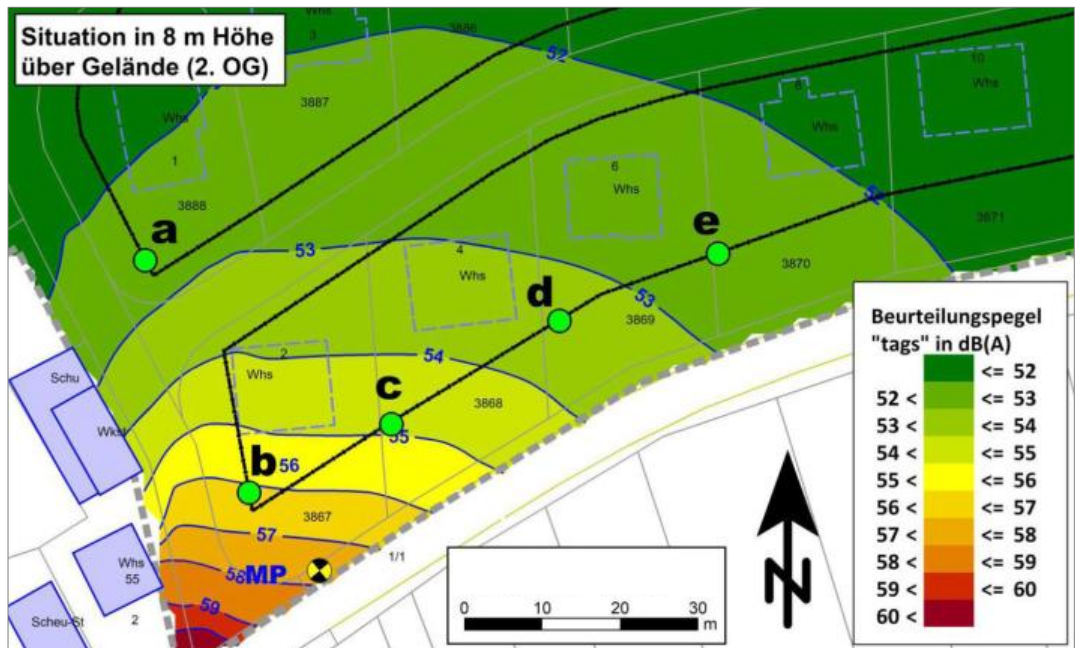 Situation in 8 m Höhe
über Gelände (2. OG)
3886
52
3
3887
10
Whs
Whs
8
Whs
1
6
Whs
3888
52
a
e
3871
53
4
Whs
3870
d
53
3869
Beurteilungspegel
"tags" in dB(A)
<= 52
52 < <= 53
53 < <= 54
54 < <= 55
55 < <= 56
56 < <= 57
57 < <= 58
58 < <= 59
59 < <= 60
60 <
2
Whs
54
Schu
c
3868
55
Wkst
b
56
3867
57
1/1
Whs
55
58
MP
N
59
2
Scheu-St
0 10 20 30
m